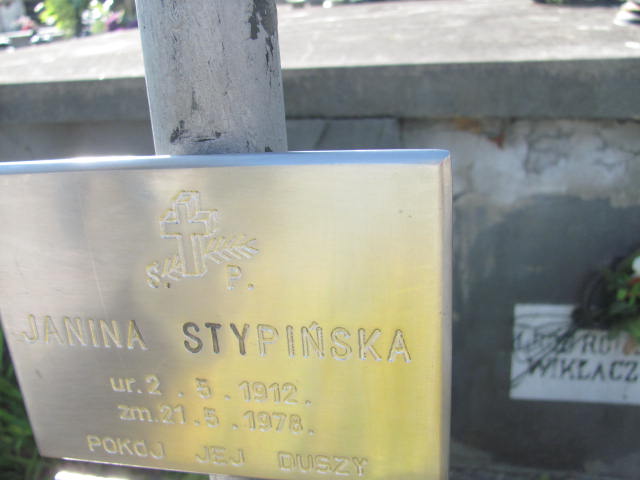 Ś. P.
JANINA STYPIŃSKA
ur. 2 . 5 . 1912.
zm. 21 . 5 . 1978.
POKÓJ JEJ DUSZY
WIKŁACZ